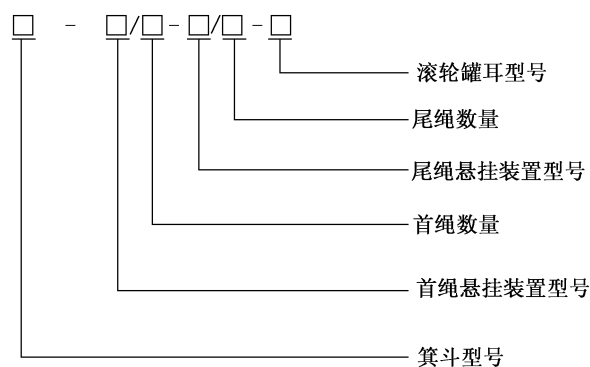 □ - □/□-□/□-□
滚轮罐耳型号
尾绳数量
尾绳悬挂装置型号
首绳数量
首绳悬挂装置型号
箕斗型号